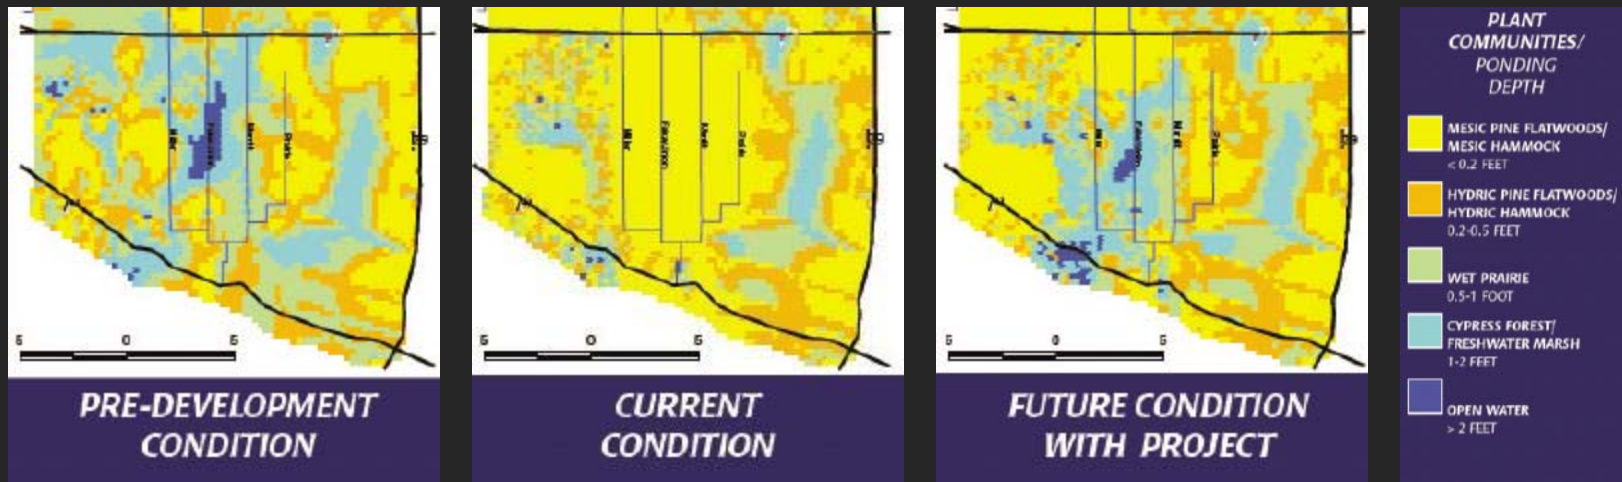 5 0 5
PRE-DEVELOPMENT
CONDITION
Miller
Merritt
5 0 5
CURRENT
CONDITION
5 0 5
FUTURE CONDITION
WITH PROJECT
PLANT
COMMUNITIES/
PONDING
DEPTH
MESIC PINE FLATWOODS/
MESIC HAMMOCK
< 0.2 FEET
HYDRIC PINE FLATWOODS/
HYDRIC HAMMOCK
0.2-0.5 FEET
WET PRAIRIE
0.5-1 FOOT
CYPRESS FOREST/
FRESHWATER MARSH
1-2 FEET
OPEN WATER
> 2 FEET